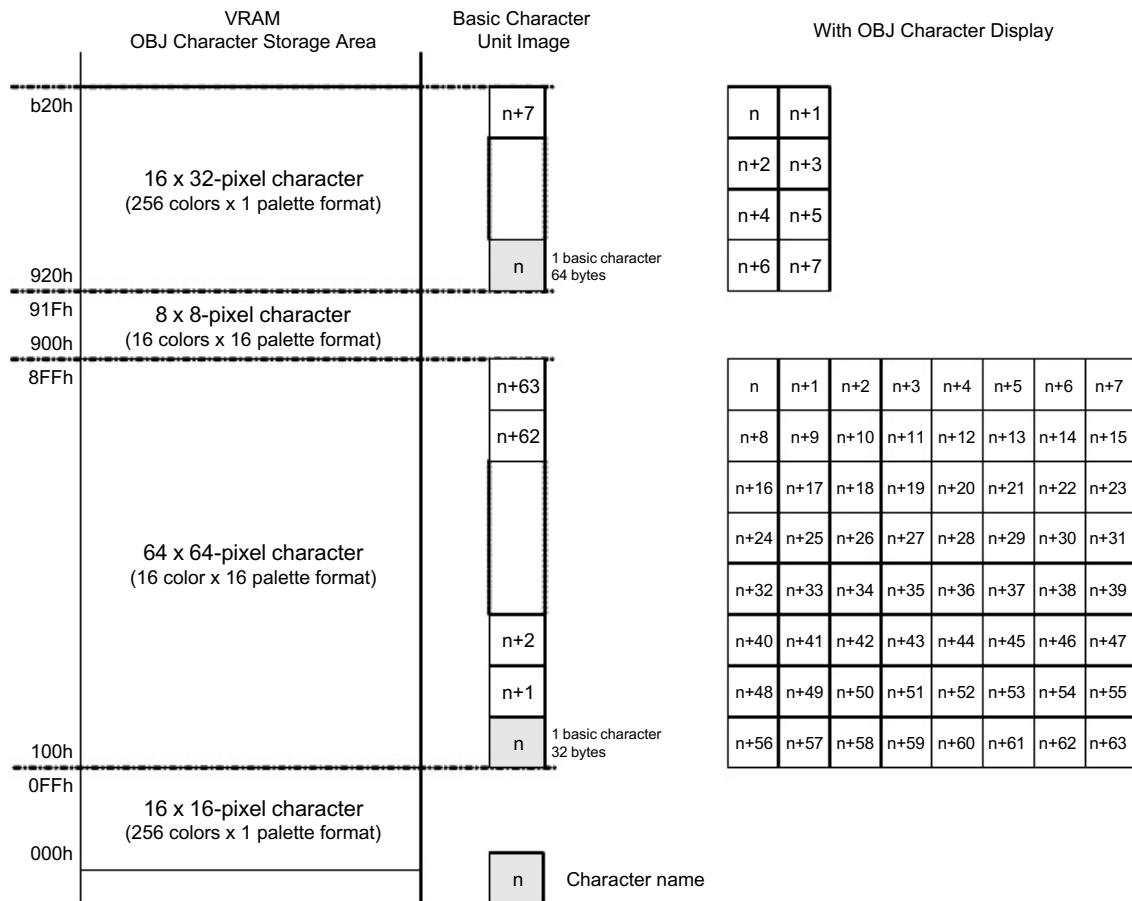 VRAM
OBJ Character Storage Area
Basic Character
Unit Image
With OBJ Character Display
b20h
16 x 32-pixel character
(256 colors x 1 palette format)
920h
n+7
n
1 basic character
64 bytes
n n+1
n+2 n+3
n+4 n+5
n+6 n+7
91Fh
8 x 8-pixel character
(16 colors x 16 palette format)
900h
8FFh
64 x 64-pixel character
(16 color x 16 palette format)
100h
n+63
n+62
n+2
n+1
n
1 basic character
32 bytes
n n+1 n+2 n+3 n+4 n+5 n+6 n+7
n+8 n+9 n+10 n+11 n+12 n+13 n+14 n+15
n+16 n+17 n+18 n+19 n+20 n+21 n+22 n+23
n+24 n+25 n+26 n+27 n+28 n+29 n+30 n+31
n+32 n+33 n+34 n+35 n+36 n+37 n+38 n+39
n+40 n+41 n+42 n+43 n+44 n+45 n+46 n+47
n+48 n+49 n+50 n+51 n+52 n+53 n+54 n+55
n+56 n+57 n+58 n+59 n+60 n+61 n+62 n+63
0FFh
16 x 16-pixel character
(256 colors x 1 palette format)
000h
n Character name